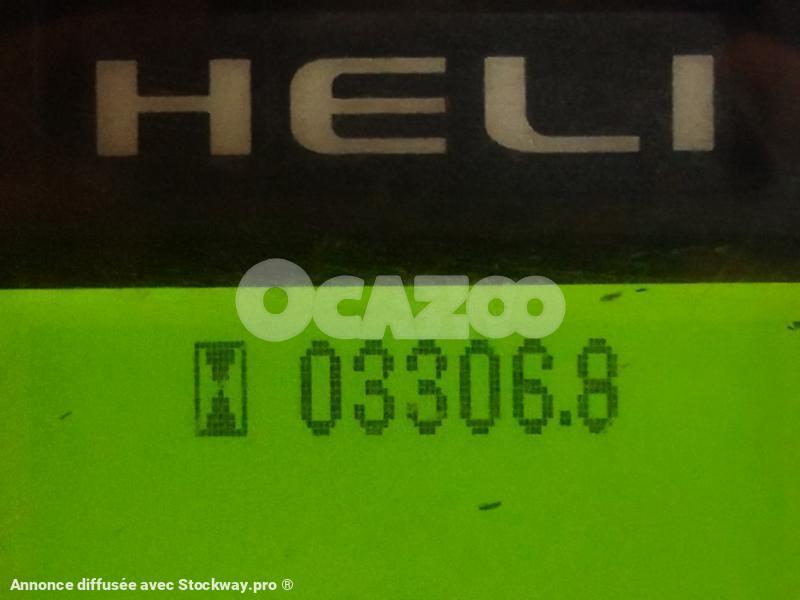 HELI
OCAZOO
03306.8
Annonce diffusée avec Stockway.pro ®